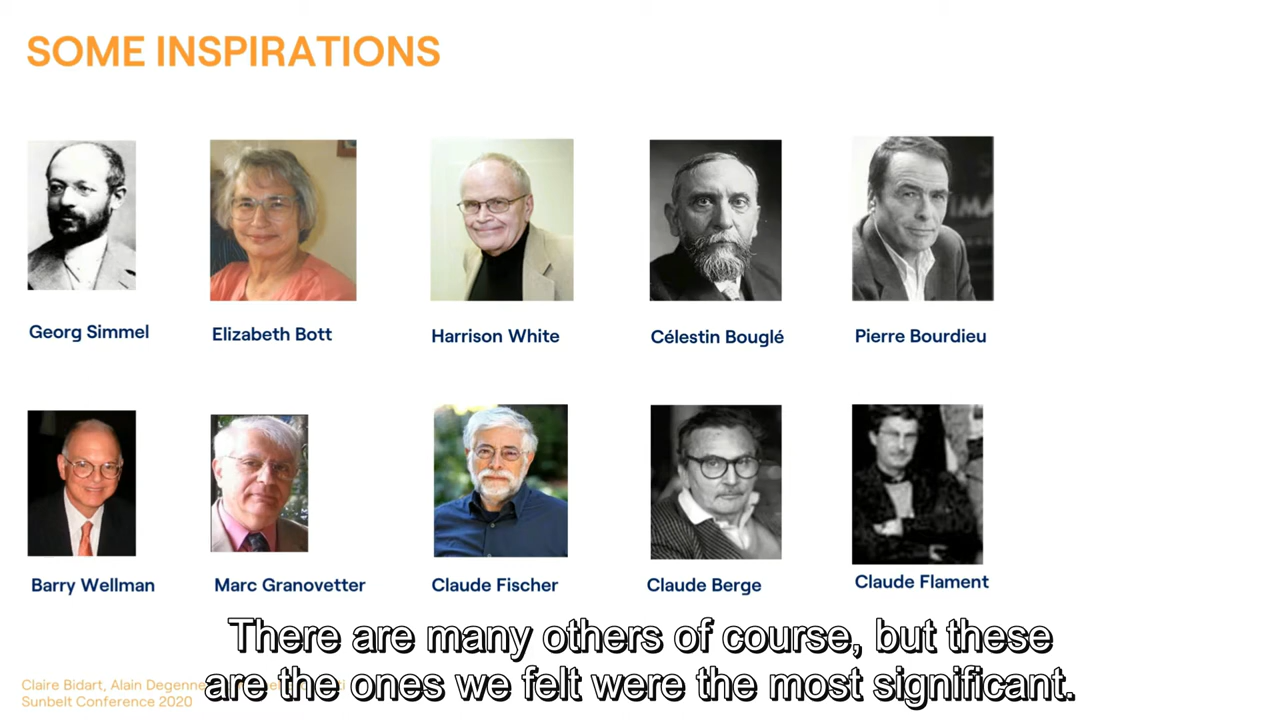 SOME INSPIRATIONS
Georg Simmel
Elizabeth Bott
Harrison White
Célestin Bouglé
Pierre Bourdieu
Barry Wellman
Marc Granovetter
Claude Fischer
Claude Berge
Claude Flament
There are many others of course, but these
are the ones we felt were the most significant.
Claire Bidart, Alain
Sunbelt Conference 2020